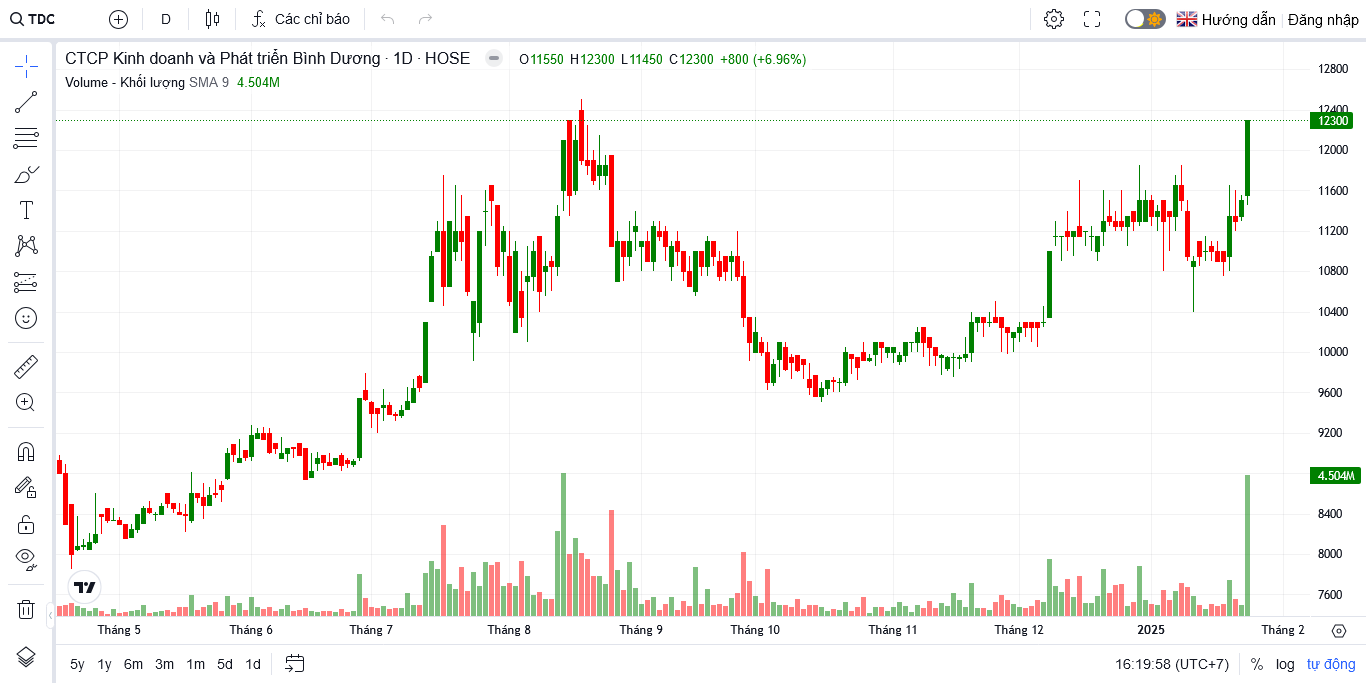 TDC D Các chỉ báo Hướng dẫn Đăng nhập
CTCP Kinh doanh và Phát triển Bình Dương · 1D · HOSE O11550 H12300 L11450 C12300 +800 (+6.96%)
Volume - Khối lượng SMA 9 4.504M
12800
12400
12300
12000
11600
11200
10800
10400
10000
9600
9200
4.504M
8400
8000
7600
Tháng 5 Tháng 6 Tháng 7 Tháng 8 Tháng 9 Tháng 10 Tháng 11 Tháng 12 2025 Tháng 2
5y 1y 6m 3m 1m 5d 1d 16:19:58 (UTC+7) % log tự động